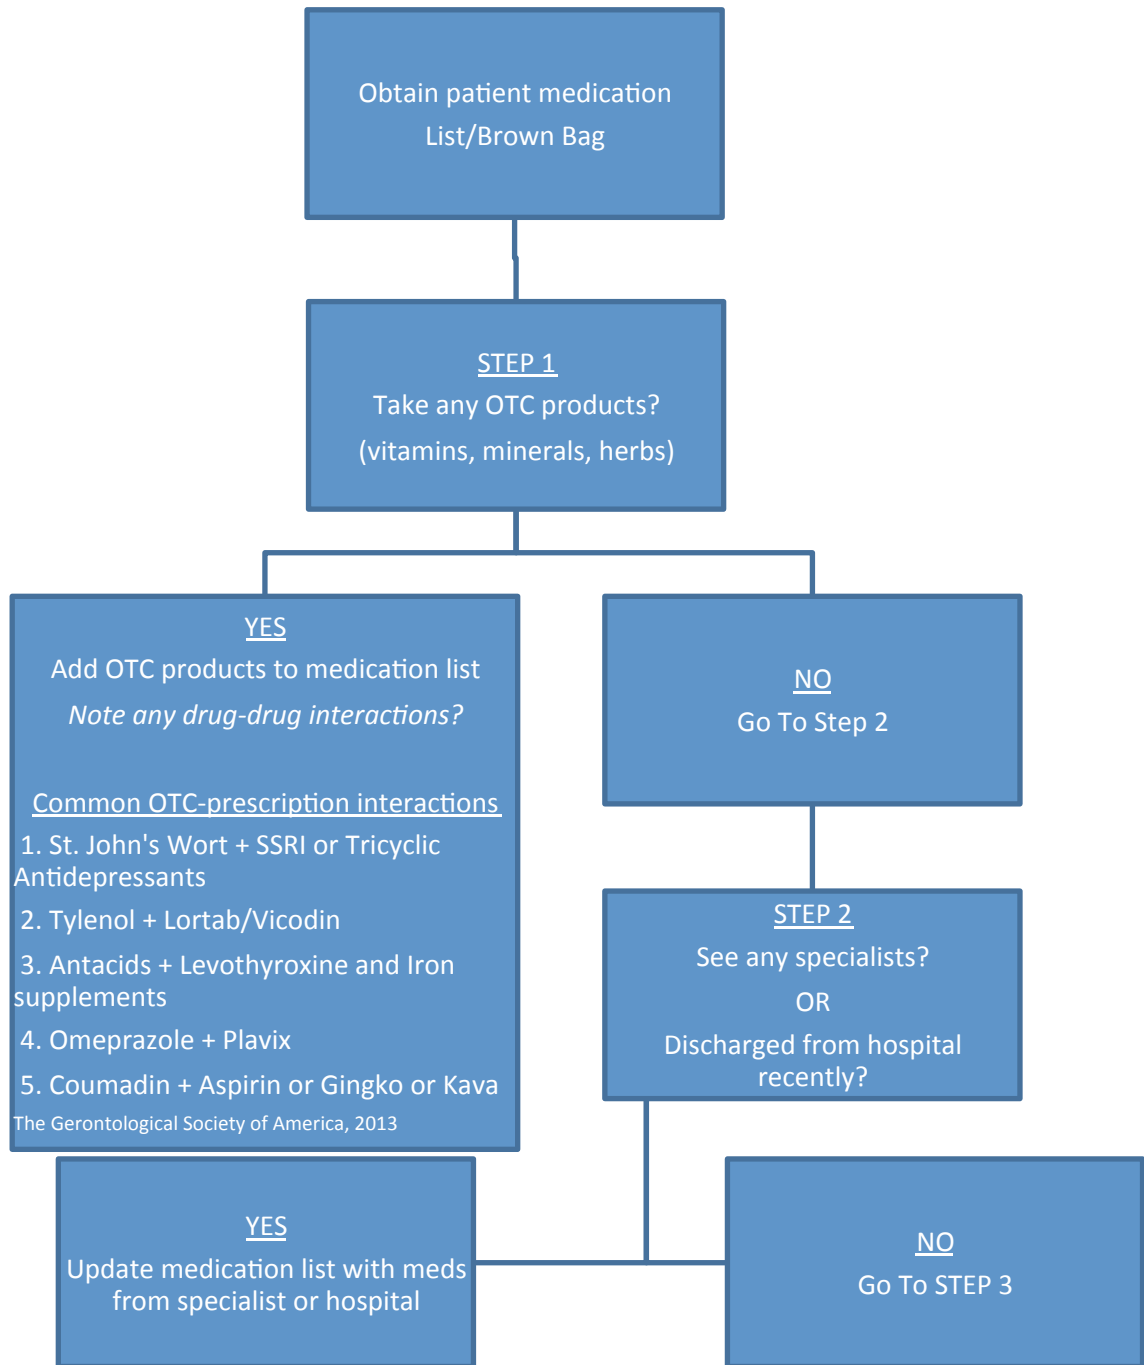 Obtain patient medication
List/Brown Bag
STEP 1
Take any OTC products?
(vitamins, minerals, herbs)
YES
Add OTC products to medication list
Note any drug-drug interactions?
Common OTC-prescription interactions
1. St. John's Wort + SSRI or Tricyclic
Antidepressants
2. Tylenol + Lortab/Vicodin
3. Antacids + Levothyroxine and Iron
supplements
4. Omeprazole + Plavix
5. Coumadin + Aspirin or Gingko or Kava
The Gerontological Society of America, 2013
NO
Go To Step 2
STEP 2
See any specialists?
OR
Discharged from hospital
recently?
YES
Update medication list with meds
from specialist or hospital
NO
Go To STEP 3